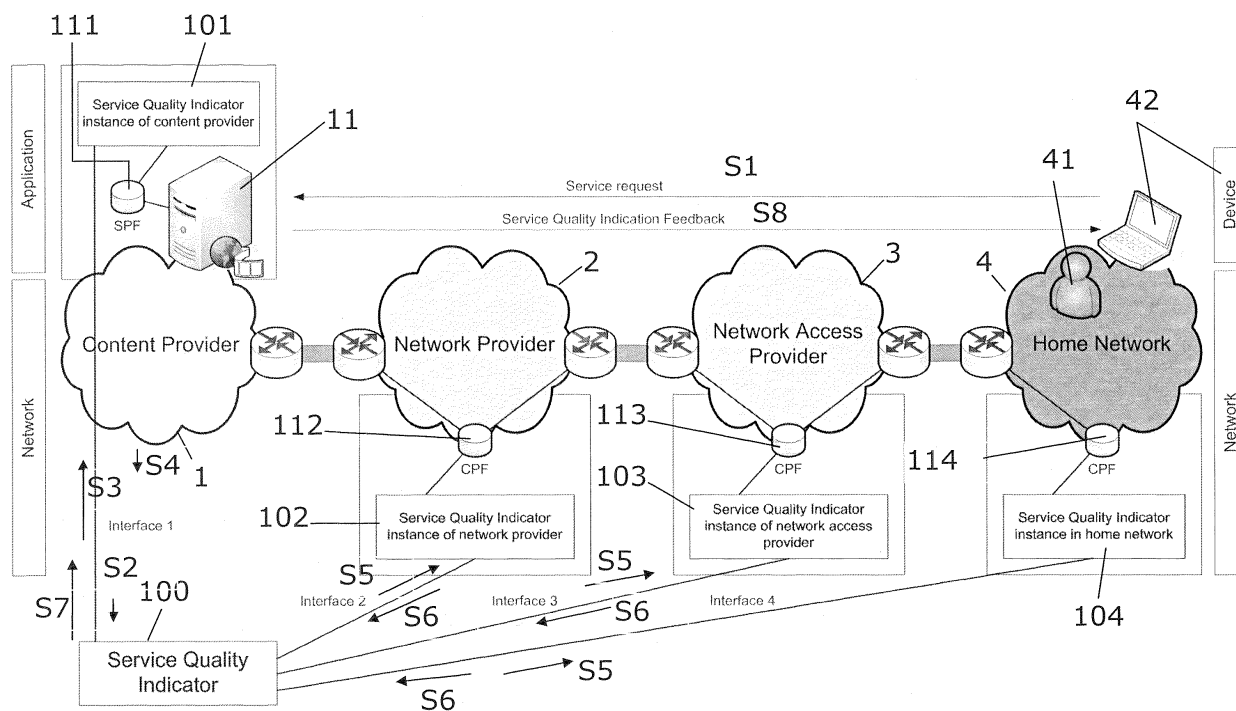 111
101
Service Quality Indicator
instance of content provider
11
Application
SPF
S1
Service request
S8
Service Quality Indication Feedback
42
41
Device
2
3
4
Content Provider
Network Provider
Network Access
Provider
Home Network
Network
Network
112
CPF
113
CPF
114
CPF
S4
1
S3
Interface 1
102
Service Quality Indicator
instance of network provider
103
Service Quality Indicator
instance of network access
provider
Service Quality Indicator
instance in home network
104
S2
100
S7
S5
Interface 2
S6
S5
Interface 3
S6
Interface 4
Service Quality
Indicator
S5
S6